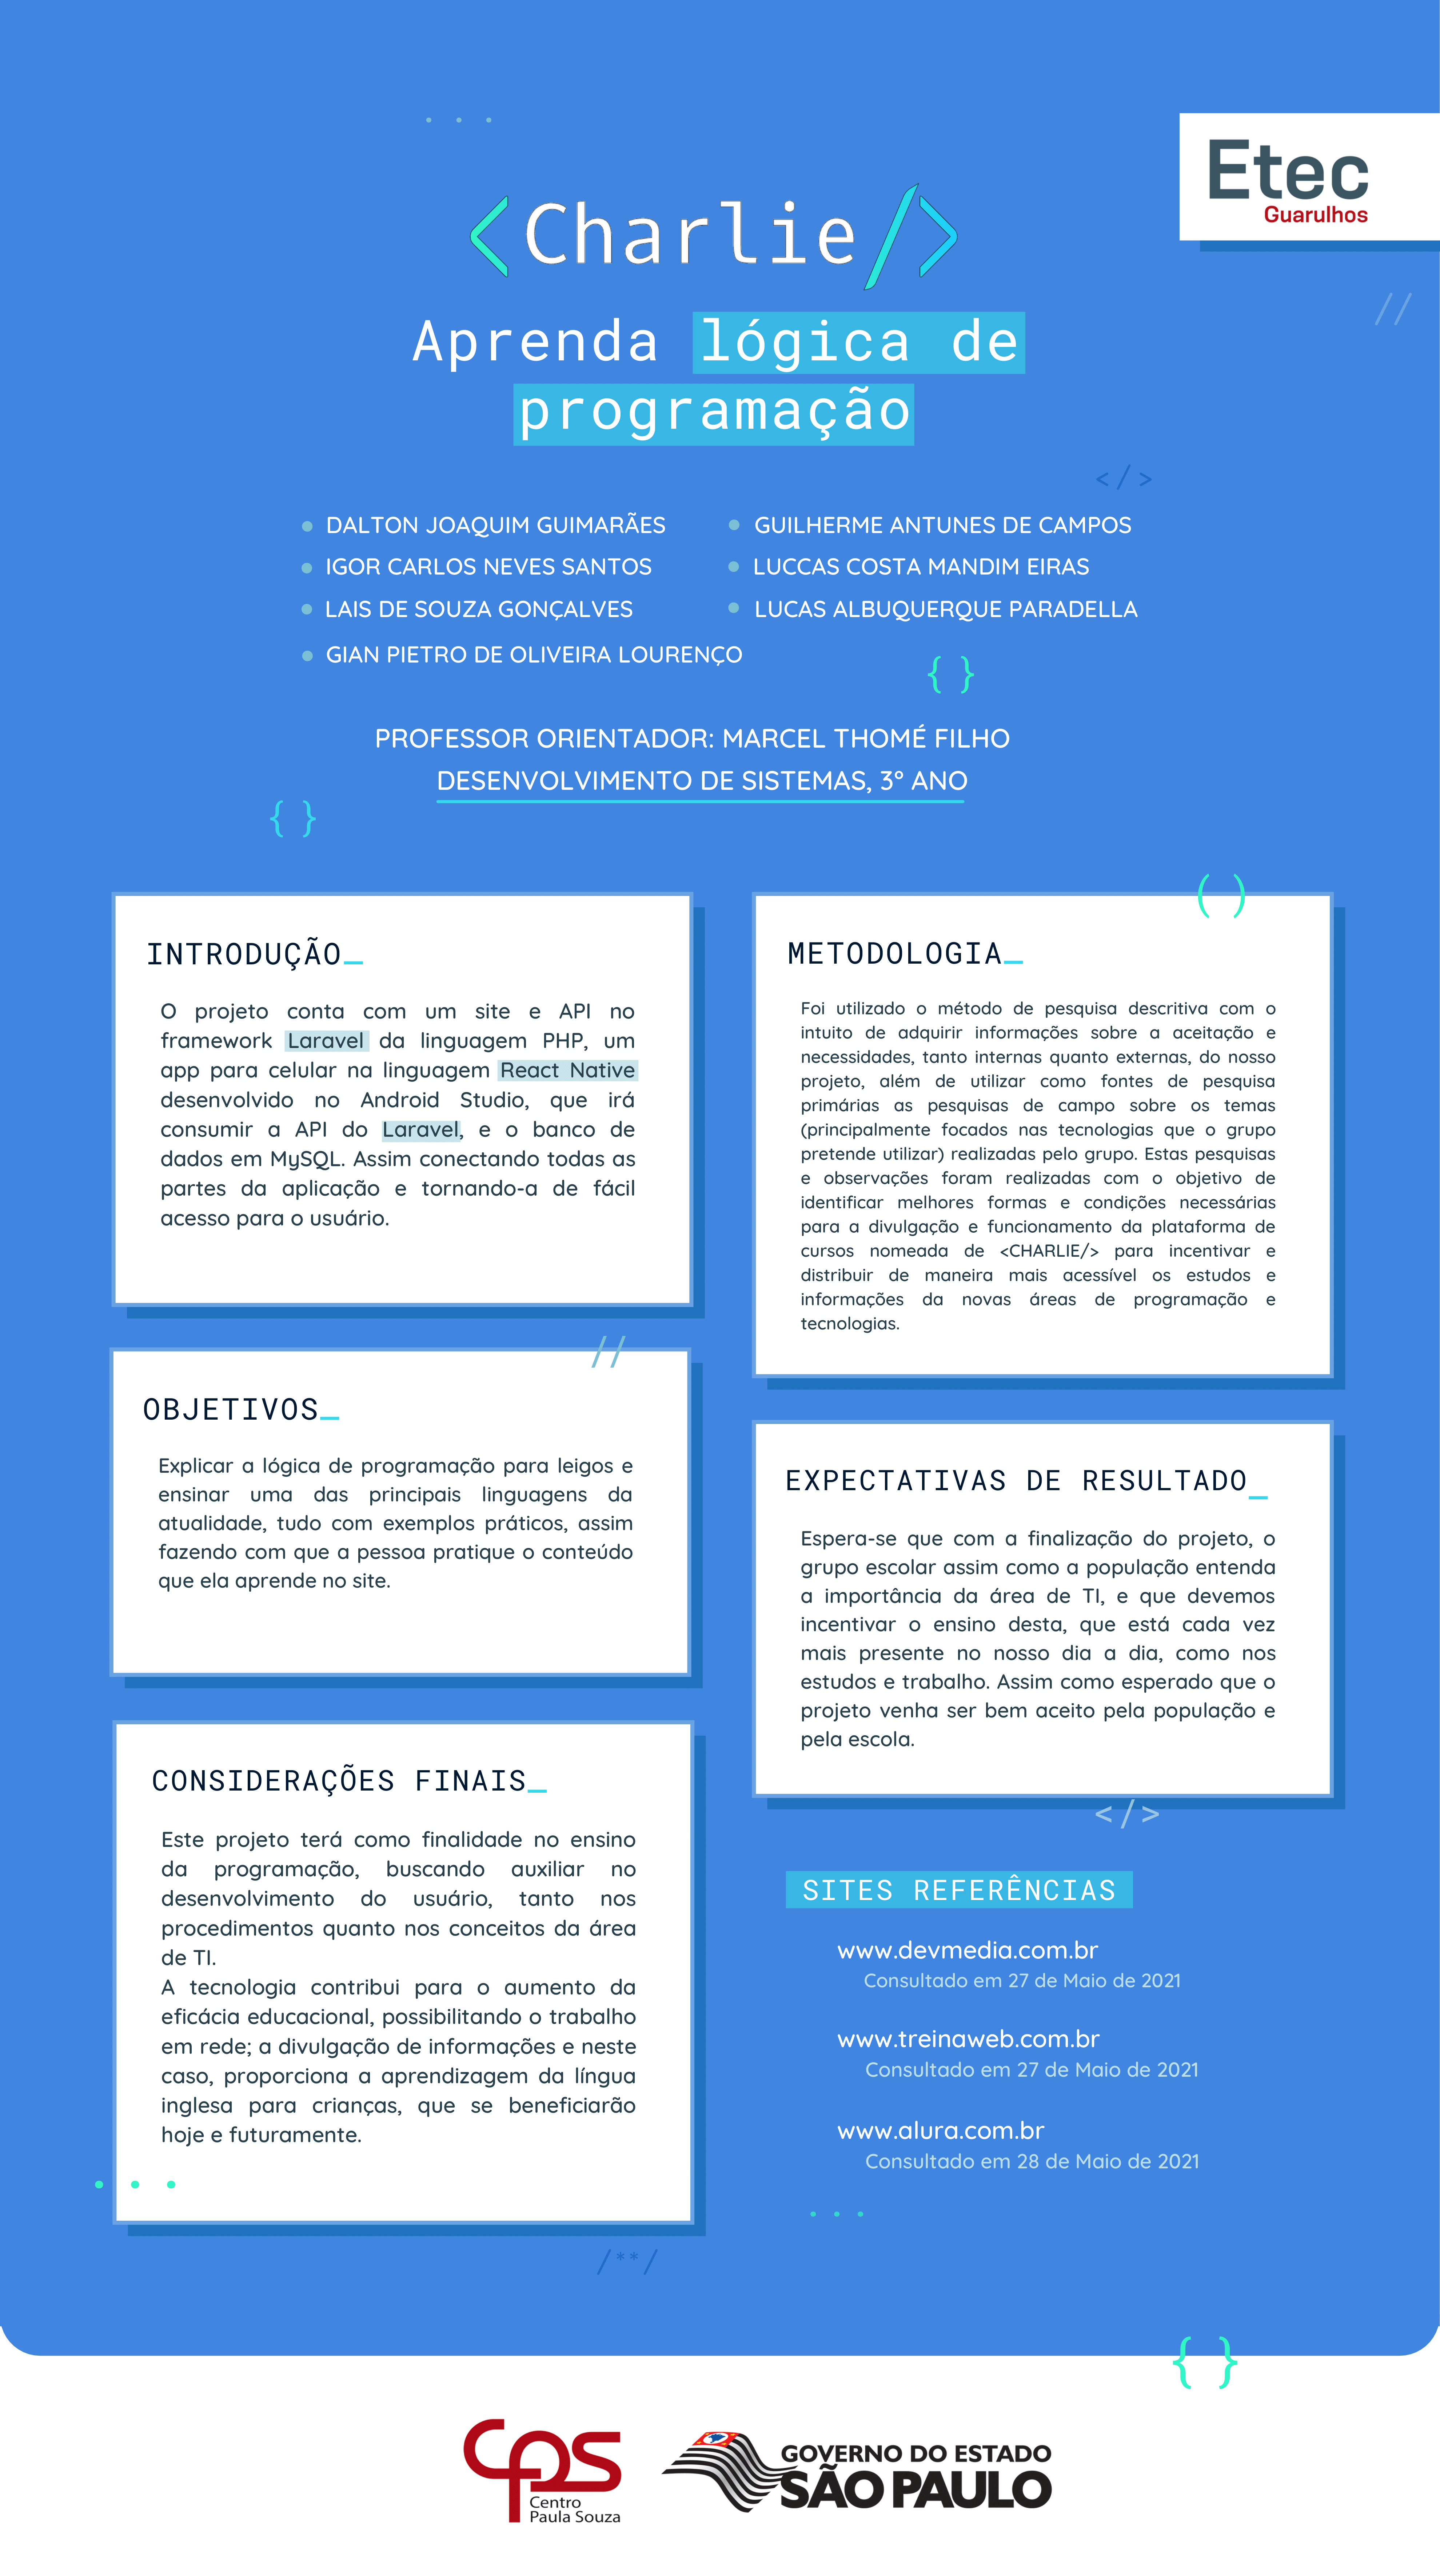 . . .
Etec
Guarulhos
<Charlie/>
//
Aprenda lógica de
programação
</>
DALTON JOAQUIM GUIMARÃES
IGOR CARLOS NEVES SANTOS
LAIS DE SOUZA GONÇALVES
GIAN PIETRO DE OLIVEIRA LOURENÇO
GUILHERME ANTUNES DE CAMPOS
LUCCAS COSTA MANDIM EIRAS
LUCAS ALBUQUERQUE PARADELLA
{ }
PROFESSOR ORIENTADOR: MARCEL THOMÉ FILHO
DESENVOLVIMENTO DE SISTEMAS, 3º ANO
{ }
INTRODUÇÃO_
O projeto conta com um site e API no
framework Laravel da linguagem PHP, um
app para celular na linguagem React Native
desenvolvido no Android Studio, que irá
consumir a API do Laravel, e o banco de
dados em MySQL. Assim conectando todas as
partes da aplicação e tornando-a de fácil
acesso para o usuário.
//
OBJETIVOS_
Explicar a lógica de programação para leigos e
ensinar uma das principais linguagens da
atualidade, tudo com exemplos práticos, assim
fazendo com que a pessoa pratique o conteúdo
que ela aprende no site.
CONSIDERAÇÕES FINAIS_
Este projeto terá como finalidade no ensino
da programação, buscando auxiliar no
desenvolvimento do usuário, tanto nos
procedimentos quanto nos conceitos da área
de TI.
A tecnologia contribui para o aumento da
eficácia educacional, possibilitando o trabalho
em rede; a divulgação de informações e neste
caso, proporciona a aprendizagem da língua
inglesa para crianças, que se beneficiarão
hoje e futuramente.
. . .
/**/
( )
METODOLOGIA_
Foi utilizado o método de pesquisa descritiva com o
intuito de adquirir informações sobre a aceitação e
necessidades, tanto internas quanto externas, do nosso
projeto, além de utilizar como fontes de pesquisa
primárias as pesquisas de campo sobre os temas
(principalmente focados nas tecnologias que o grupo
pretende utilizar) realizadas pelo grupo. Estas pesquisas
e observações foram realizadas com o objetivo de
identificar melhores formas e condições necessárias
para a divulgação e funcionamento da plataforma de
cursos nomeada de <CHARLIE/> para incentivar e
distribuir de maneira mais acessível os estudos e
informações da novas áreas de programação e
tecnologias.
EXPECTATIVAS DE RESULTADO_
Espera-se que com a finalização do projeto, o
grupo escolar assim como a população entenda
a importância da área de TI, e que devemos
incentivar o ensino desta, que está cada vez
mais presente no nosso dia a dia, como nos
estudos e trabalho. Assim como esperado que o
projeto venha ser bem aceito pela população e
pela escola.
</>
SITES REFERÊNCIAS
www.devmedia.com.br
Consultado em 27 de Maio de 2021
www.treinaweb.com.br
Consultado em 27 de Maio de 2021
www.alura.com.br
Consultado em 28 de Maio de 2021
. . .
{ }
cps
Centro
Paula Souza
GOVERNO DO ESTADO
SÃO PAULO